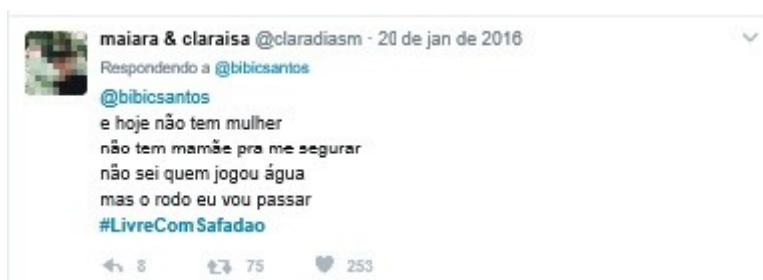 maiara & claraisa @claradiasm · 20 de jan de 2016
Respondendo a @bibicsantos
@bibicsantos
e hoje não tem mulher
não tem mamãe pra me segurar
não sei quem jogou água
mas o rodo eu vou passar
#LivreComSafadao
8 75 253